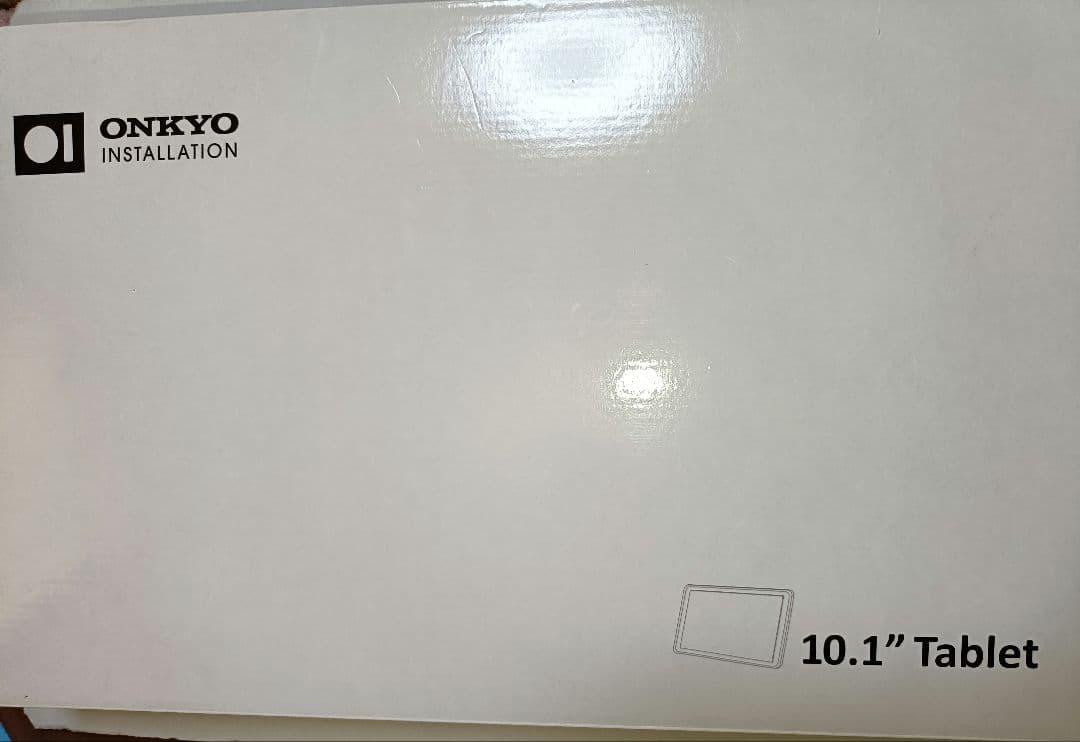 ONKYO
INSTALLATION
10.1” Tablet